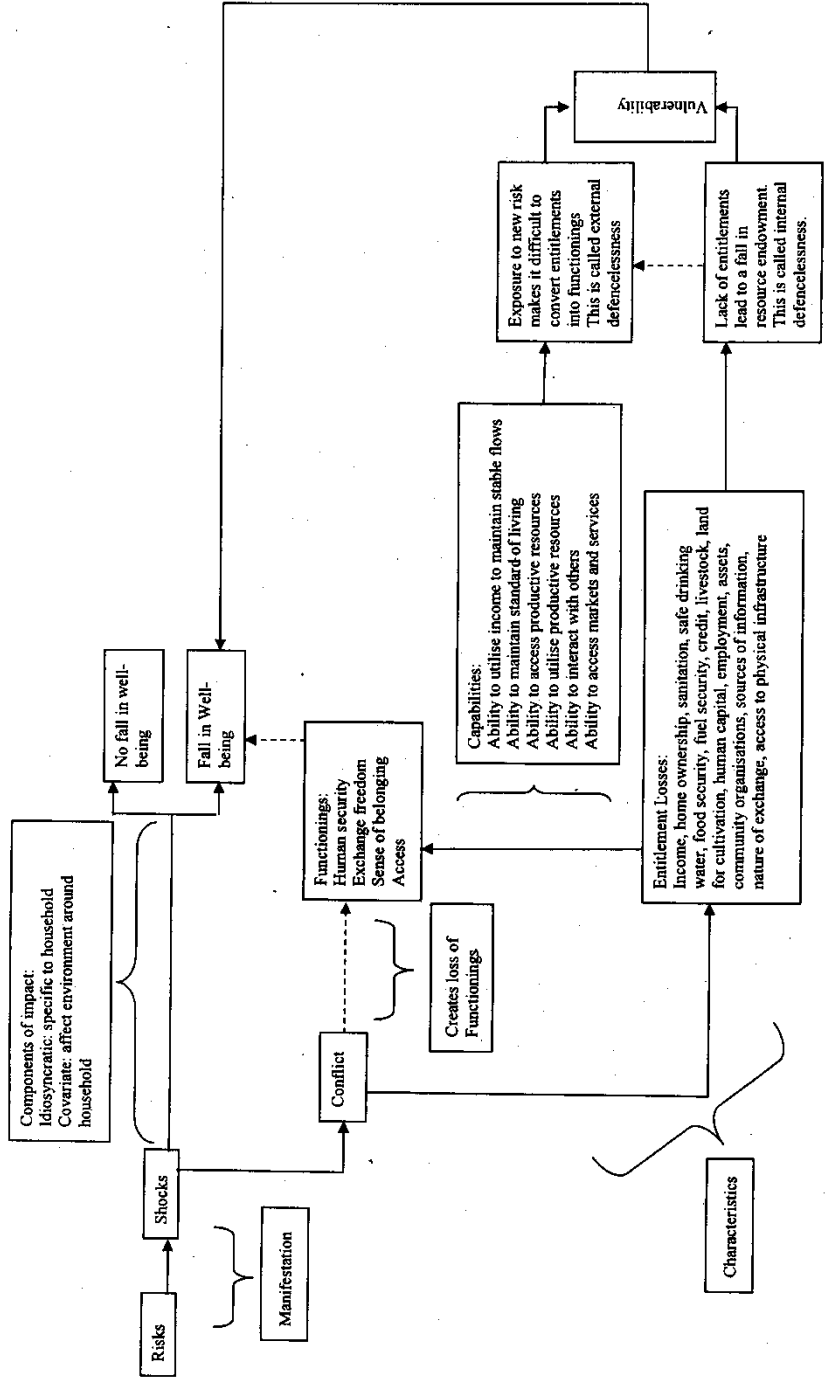 Risks
Manifestation
Shocks
Components of impact:
Idiosyncratic: specific to household
Covariate: affect environment around
household
No fall in well-
being
Fall in Well-
being
Conflict
Creates loss of
Functionings
Functionings:
Human security
Exchange freedom
Sense of belonging
Access
Characteristics
Capabilities:
Ability to utilise income to maintain stable flows
Ability to maintain standard of living
Ability to access productive resources
Ability to utilise productive resources
Ability to interact with others
Ability to access markets and services
Entitlement Losses:
Income, home ownership, sanitation, safe drinking
water, food security, fuel security, credit, livestock, land
for cultivation, human capital, employment, assets,
community organisations, sources of information,
nature of exchange, access to physical infrastructure
Exposure to new risk
makes it difficult to
convert entitlements
into functionings
This is called external
defencelessness
Lack of entitlements
lead to a fall in
resource endowment.
This is called internal
defencelessness.
Vulnerability